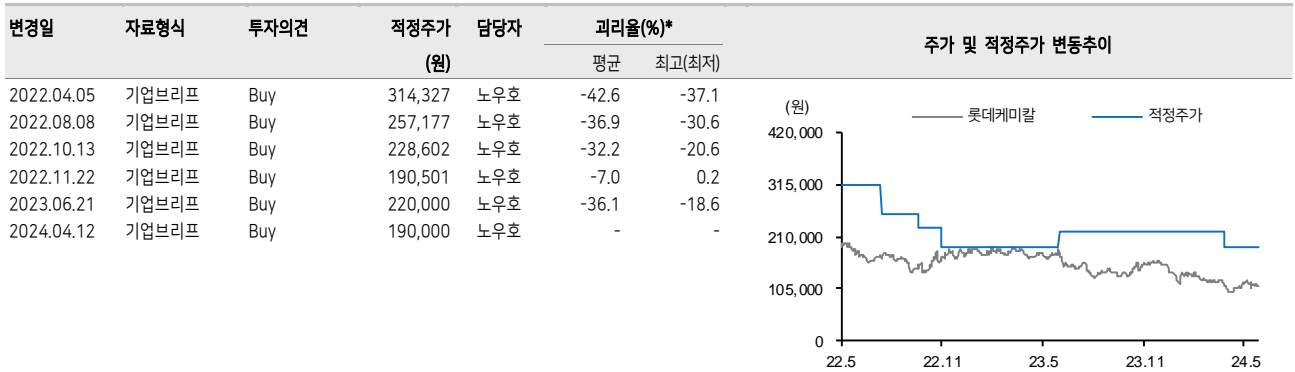 변경일 자료형식 투자의견 적정주가 담당자 괴리율(%)*
(원) 평균 최고(최저)
2022.04.05 기업브리프 Buy 314,327 노우호 -42.6 -37.1
2022.08.08 기업브리프 Buy 257,177 노우호 -36.9 -30.6
2022.10.13 기업브리프 Buy 228,602 노우호 -32.2 -20.6
2022.11.22 기업브리프 Buy 190,501 노우호 -7.0 0.2
2023.06.21 기업브리프 Buy 220,000 노우호 -36.1 -18.6
2024.04.12 기업브리프 Buy 190,000 노우호 - -
주가 및 적정주가 변동추이
(원) 롯데케미칼 적정주가
420,000
315,000
210,000
105,000
0
22.5 22.11 23.5 23.11 24.5